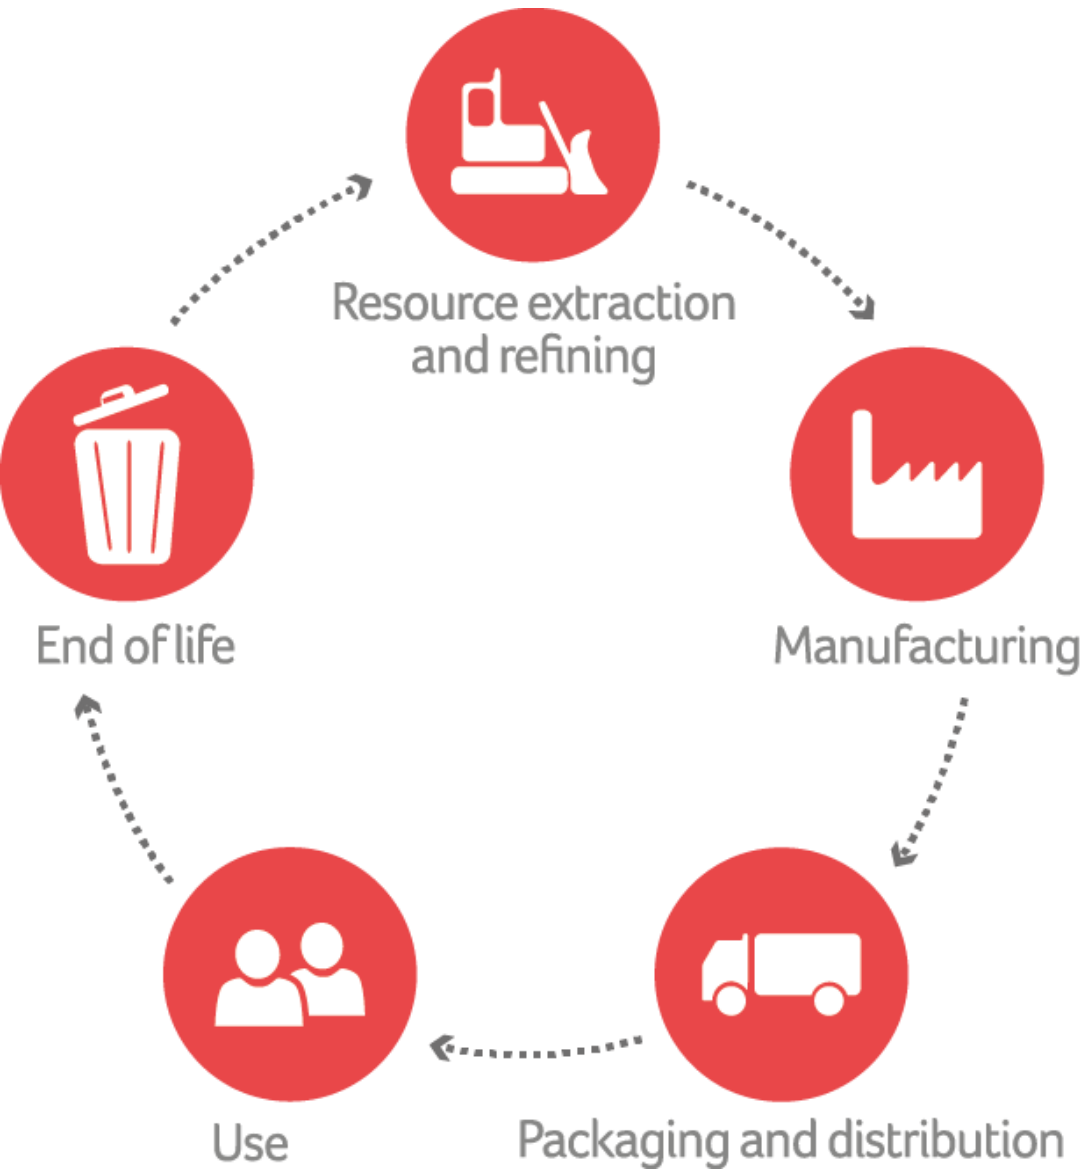 Resource extraction
and refining
Manufacturing
Packaging and distribution
Use
End of life